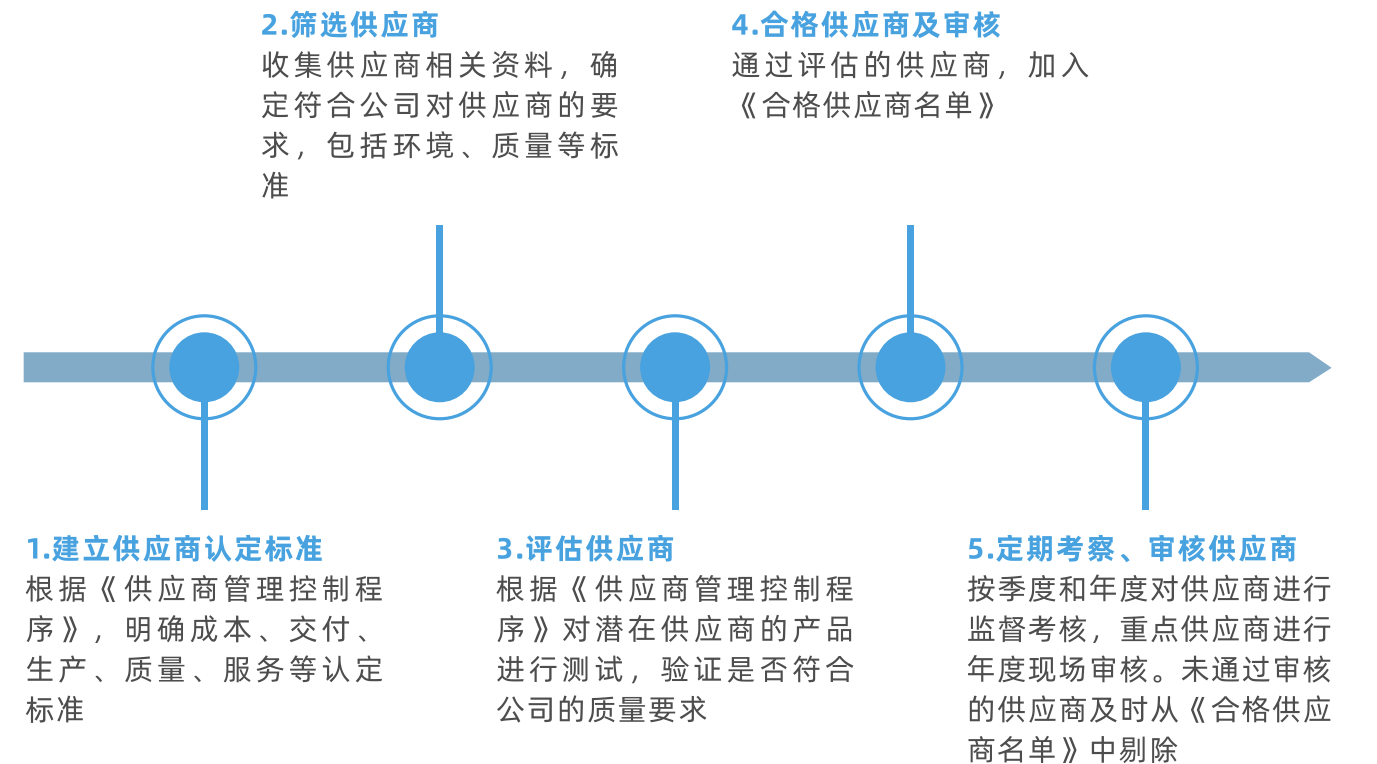 2.筛选供应商
收集供应商相关资料，确
定符合公司对供应商的要
求，包括环境、质量等标
准
4.合格供应商及审核
通过评估的供应商，加入
《合格供应商名单》
1.建立供应商认定标准
根据《供应商管理控制程
序》，明确成本、交付、
生产、质量、服务等认定
标准
3.评估供应商
根据《供应商管理控制程
序》对潜在供应商的产品
进行测试，验证是否符合
公司的质量要求
5.定期考察、审核供应商
按季度和年度对供应商进行
监督考核，重点供应商进行
年度现场审核。未通过审核
的供应商及时从《合格供应
商名单》中剔除